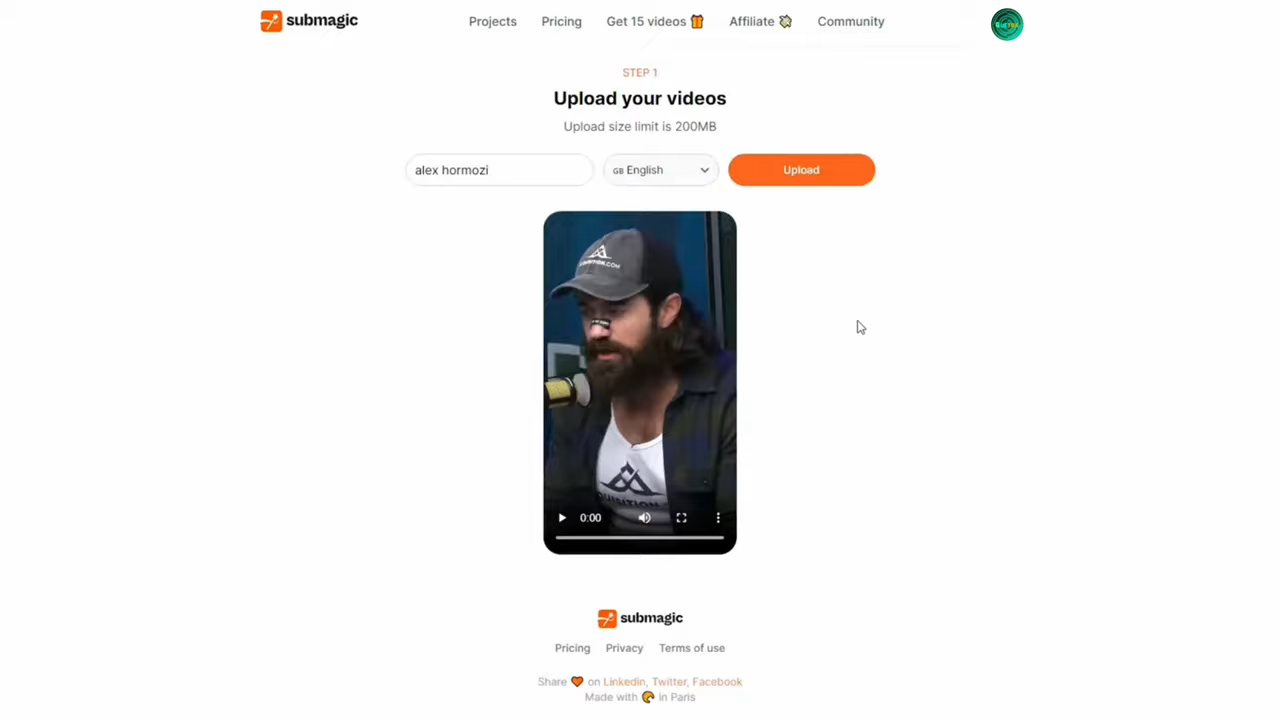 submagic
Projects
Pricing
Get 15 videos
Affiliate
Community
STEP 1
Upload your videos
Upload size limit is 200MB
alex hormozi
GB English
Upload
0:00
submagic
Pricing
Privacy
Terms of use
Share 🧡 on Linkedin, Twitter, Facebook
Made with 🥐 in Paris